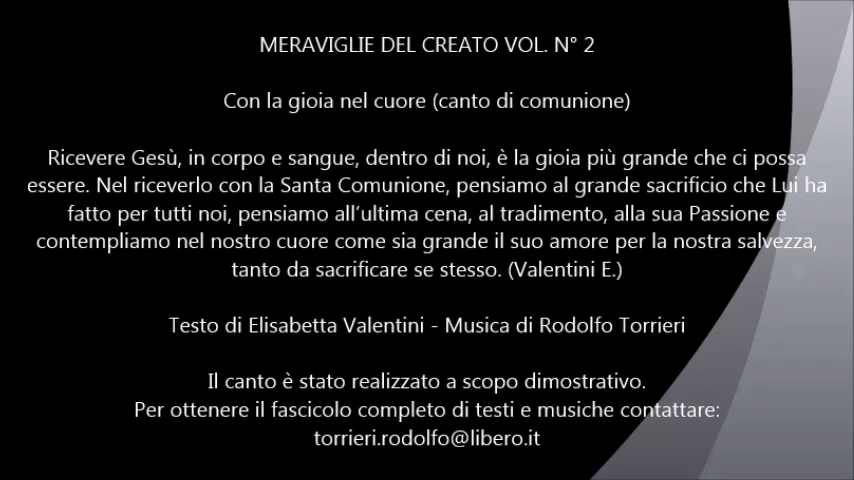 MERAVIGLIE DEL CREATO VOL. N° 2
Con la gioia nel cuore (canto di comunione)
Ricevere Gesù, in corpo e sangue, dentro di noi, è la gioia più grande che ci possa
essere. Nel riceverlo con la Santa Comunione, pensiamo al grande sacrificio che Lui ha
fatto per tutti noi, pensiamo all'ultima cena, al tradimento, alla sua Passione e
contempliamo nel nostro cuore come sia grande il suo amore per la nostra salvezza,
tanto da sacrificare se stesso. (Valentini E.)
Testo di Elisabetta Valentini - Musica di Rodolfo Torrieri
Il canto è stato realizzato a scopo dimostrativo.
Per ottenere il fascicolo completo di testi e musiche contattare:
torrieri.rodolfo@libero.it